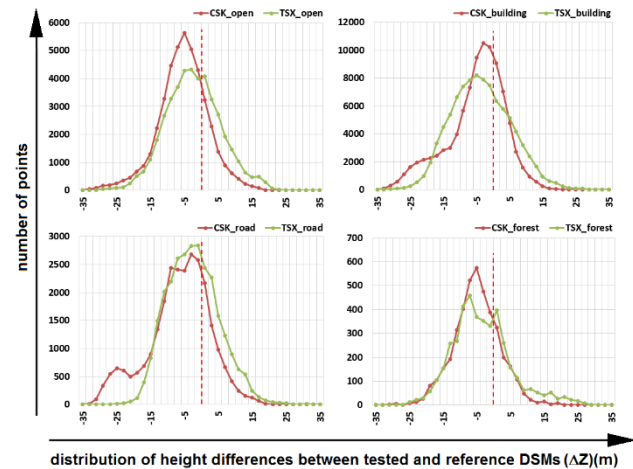 number of points
CSK_open TSX_open
6000
5000
4000
3000
2000
1000
0
-35 -25 -15 -5 5 15 25 35
CSK_building TSX_building
12000
10000
8000
6000
4000
2000
0
-35 -25 -15 -5 5 15 25 35
CSK_road TSX_road
3000
2500
2000
1500
1000
500
0
-35 -25 -15 -5 5 15 25 35
CSK_forest TSX_forest
700
600
500
400
300
200
100
0
-35 -25 -15 -5 5 15 25 35
distribution of height differences between tested and reference DSMs (ΔZ)(m)